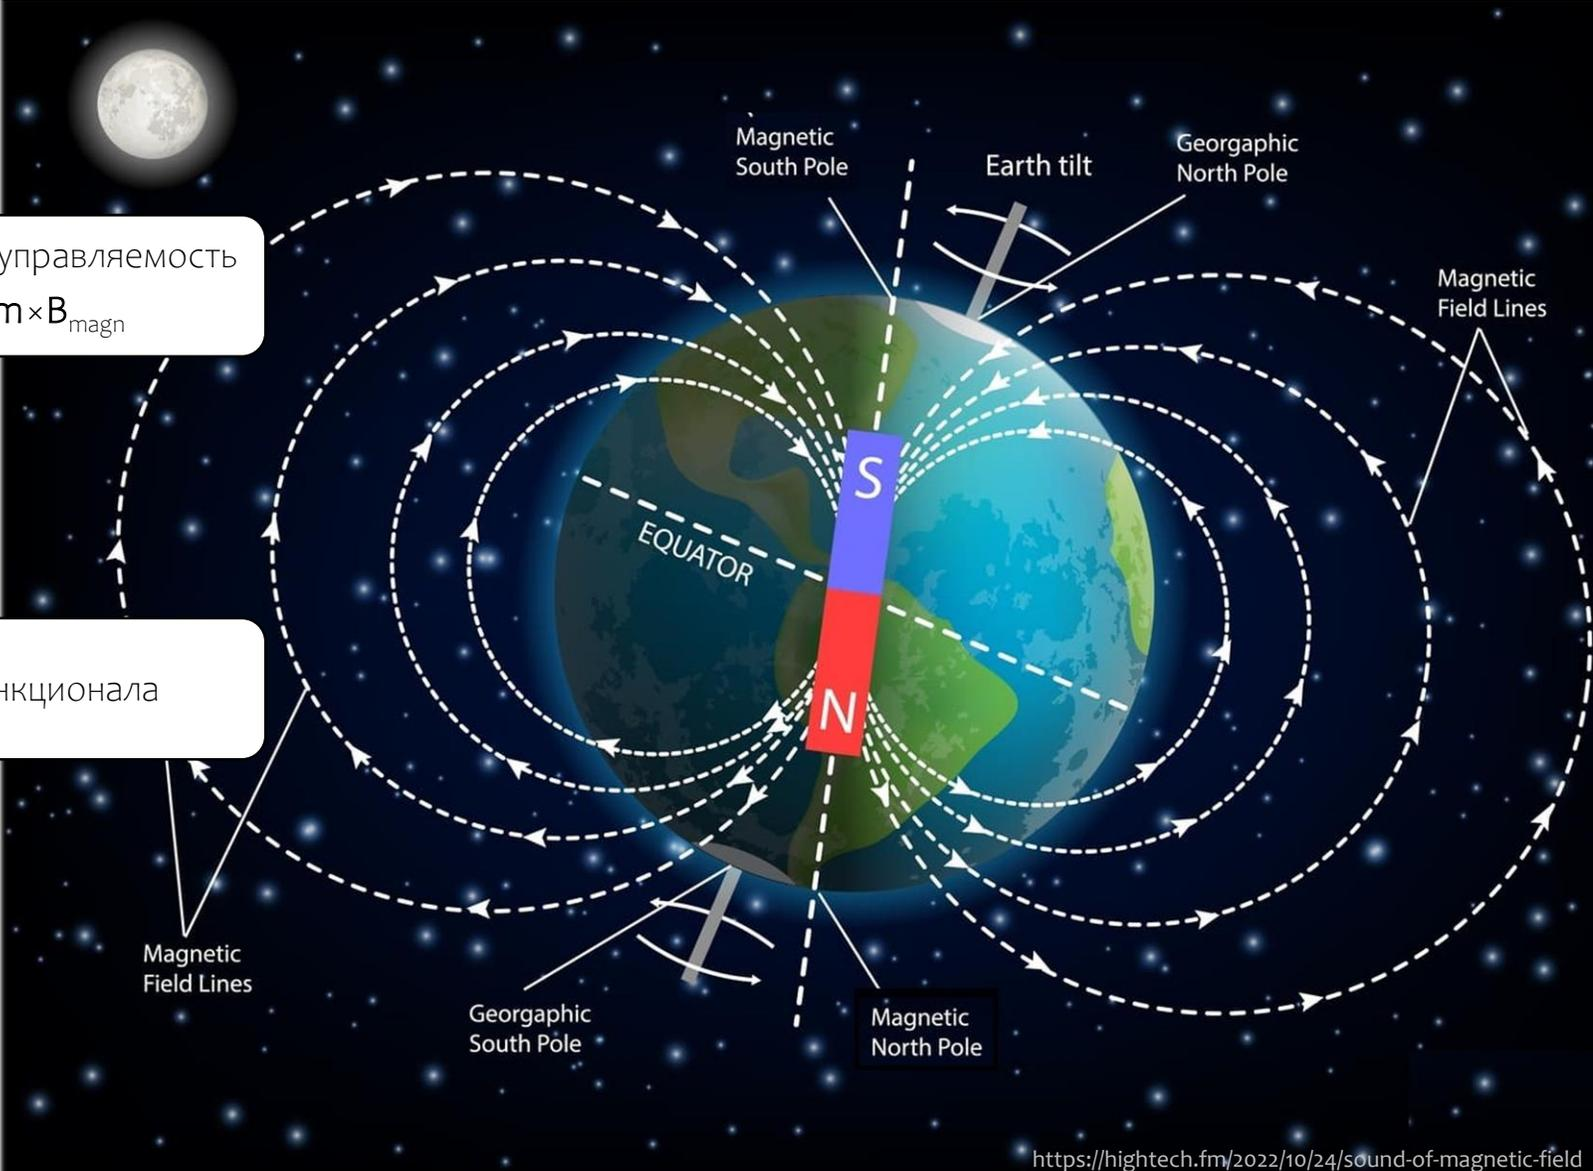 Magnetic
South Pole
Earth tilt
Georgaphic
North Pole
управляемость
m×Bmagn
Magnetic
Field Lines
S
EQUATOR
N
Magnetic
Field Lines
Georgaphic
South Pole
Magnetic
North Pole
https://hightech.fm/2022/10/24/sound-of-magnetic-field